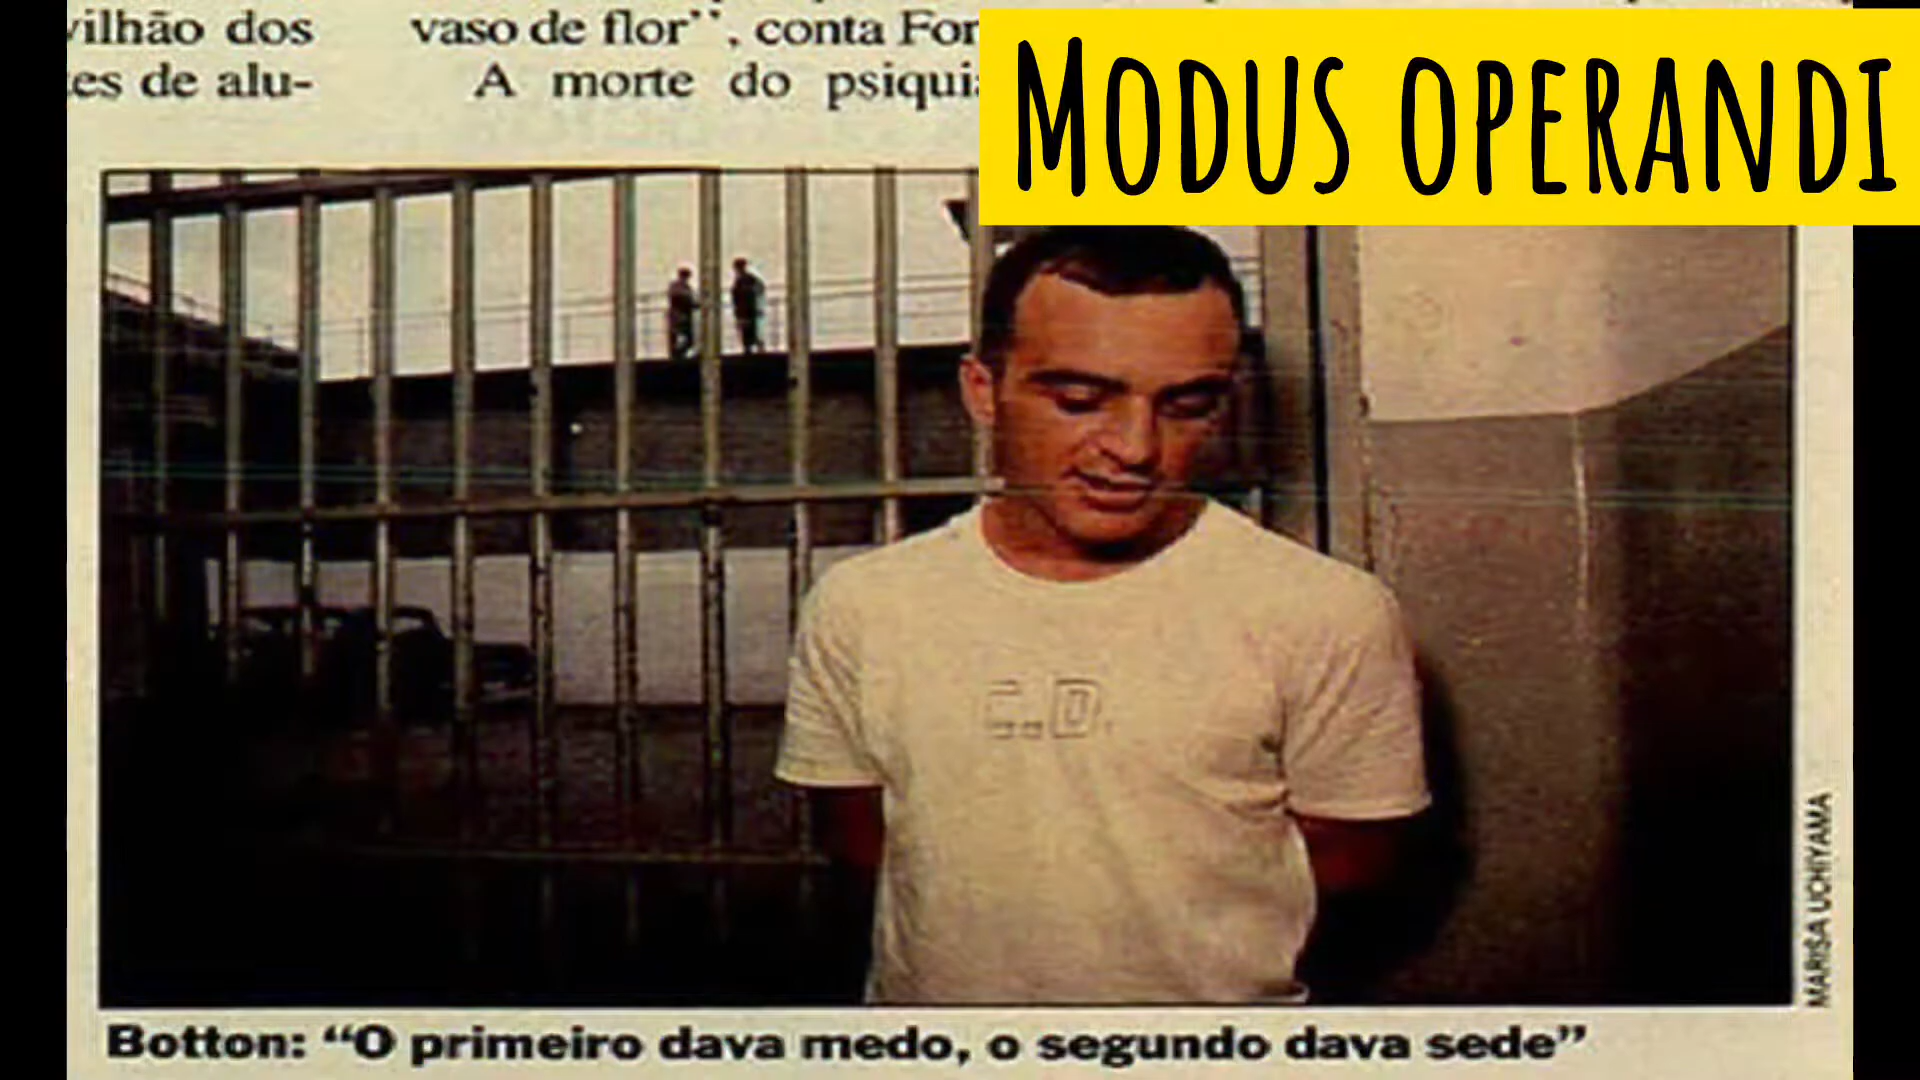 vilhão dos
es de alu-
vaso de flor", conta For
A morte do psiqui
MODUS OPERANDI
C.D.
MARISA UCHIYAMA
Botton: “O primeiro dava medo, o segundo dava sede”